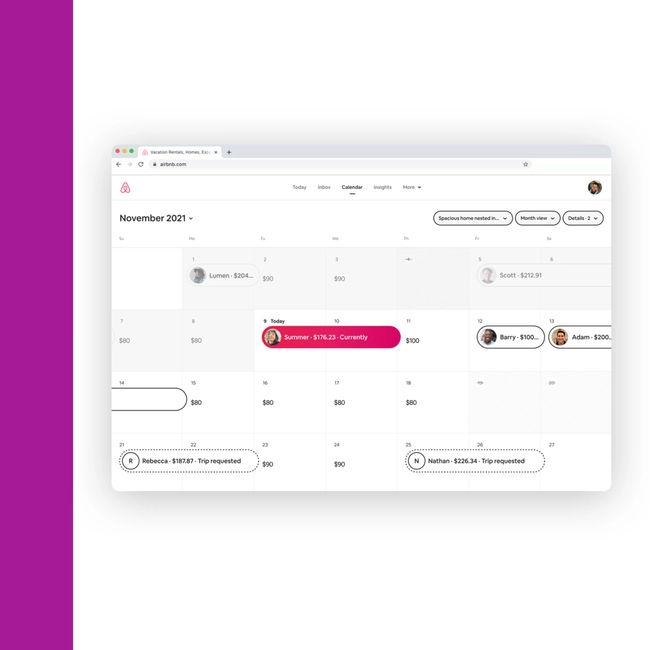 Vacation Rentals, Homes, Exp
airbnb.com
Today Inbox Calendar Insights More
November 2021
Spacious home nested in... Month view Details · 2
Su Mo Tu We Th Fr Sa
1 2 3 4 5 6
Lumen · $204... $90 $90 Scott · $212.91
7 8 9 Today 10 11 12 13
$80 $80 Summer · $176.23 · Currently $100 Barry · $100... Adam · $200...
14 15 16 17 18 19 20
$80 $80 $80 $80
21 22 23 24 25 26 27
R Rebecca · $187.87 · Trip requested $90 $90 N Nathan · $226.34 · Trip requested